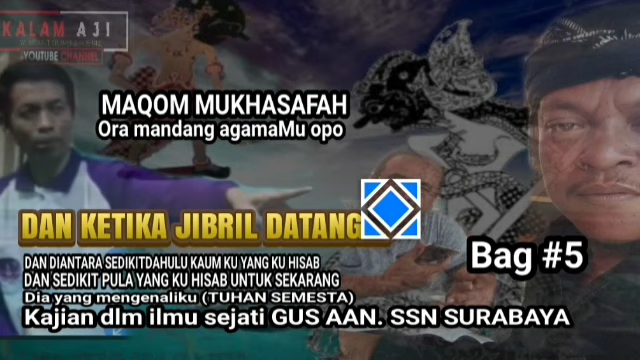 KALAM AJI
YOUTUBE CHANNEL
MAQOM MUKHASAFAH
Ora mandang agamaMu opo
DAN KETIKA JIBRIL DATANG
Bag #5
DAN DIANTARA SEDIKITDAHULU KAUM KU YANG KU HISAB
DAN SEDIKIT PULA YANG KU HISAB UNTUK SEKARANG
Dia yang mengenaliku (TUHAN SEMESTA)
Kajian dlm ilmu sejati GUS AAN. SSN SURABAYA